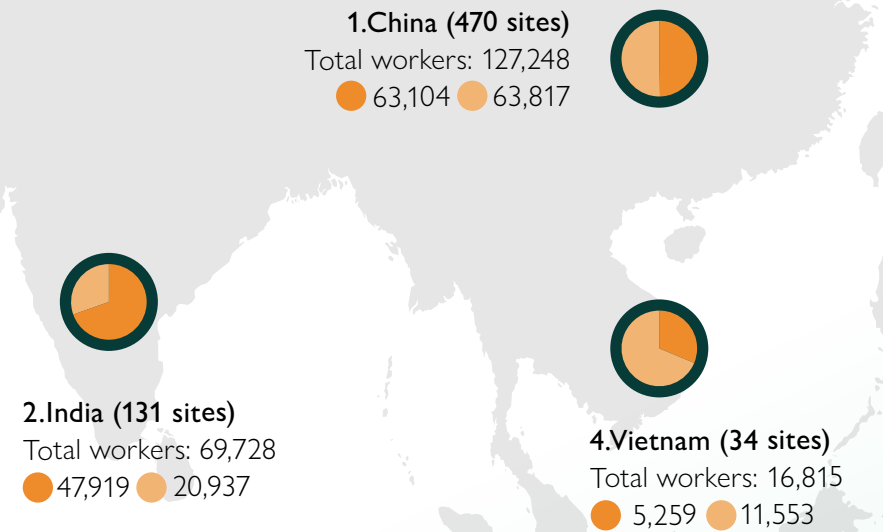 1.China (470 sites)
Total workers: 127,248
63,104 63,817
2.India (131 sites)
Total workers: 69,728
47,919 20,937
4.Vietnam (34 sites)
Total workers: 16,815
5,259 11,553